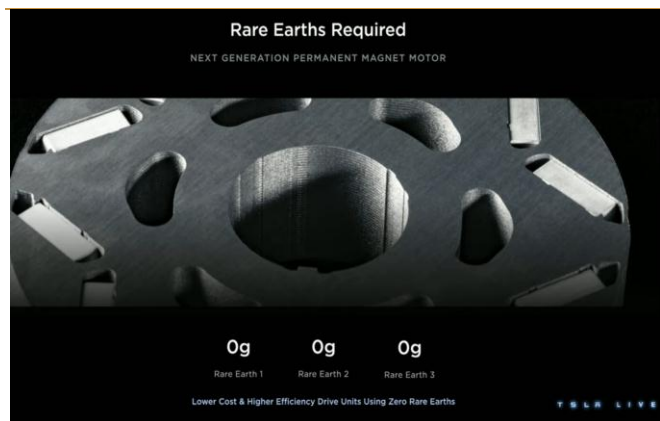 Rare Earths Required
NEXT GENERATION PERMANENT MAGNET MOTOR
0g 0g 0g
Rare Earth 1 Rare Earth 2 Rare Earth 3
Lower Cost & Higher Efficiency Drive Units Using Zero Rare Earths
TSLA LIVE